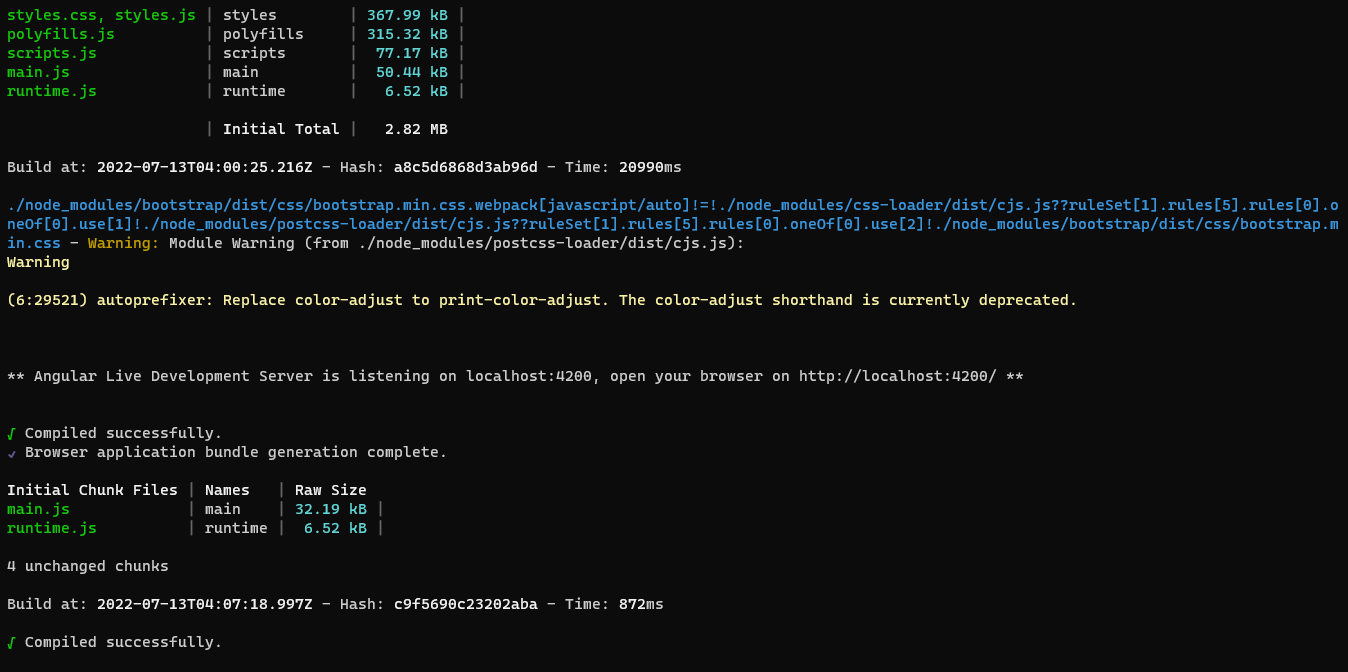 styles.css, styles.js | styles        | 367.99 kB |
polyfills.js          | polyfills     | 315.32 kB |
scripts.js            | scripts       |  77.17 kB |
main.js               | main          |  50.44 kB |
runtime.js            | runtime       |   6.52 kB |
                      | Initial Total |   2.82 MB
Build at: 2022-07-13T04:00:25.216Z - Hash: a8c5d6868d3ab96d - Time: 20990ms
./node_modules/bootstrap/dist/css/bootstrap.min.css.webpack[javascript/auto]!=!./node_modules/css-loader/dist/cjs.js??ruleSet[1].rules[5].rules[0].o
neOf[0].use[1]!./node_modules/postcss-loader/dist/cjs.js??ruleSet[1].rules[5].rules[0].oneOf[0].use[2]!./node_modules/bootstrap/dist/css/bootstrap.m
in.css - Warning: Module Warning (from ./node_modules/postcss-loader/dist/cjs.js):
Warning
(6:29521) autoprefixer: Replace color-adjust to print-color-adjust. The color-adjust shorthand is currently deprecated.
** Angular Live Development Server is listening on localhost:4200, open your browser on http://localhost:4200/ **
√ Compiled successfully.
✔ Browser application bundle generation complete.
Initial Chunk Files | Names   | Raw Size
main.js             | main    | 32.19 kB |
runtime.js          | runtime |  6.52 kB |
4 unchanged chunks
Build at: 2022-07-13T04:07:18.997Z - Hash: c9f5690c23202aba - Time: 872ms
√ Compiled successfully.